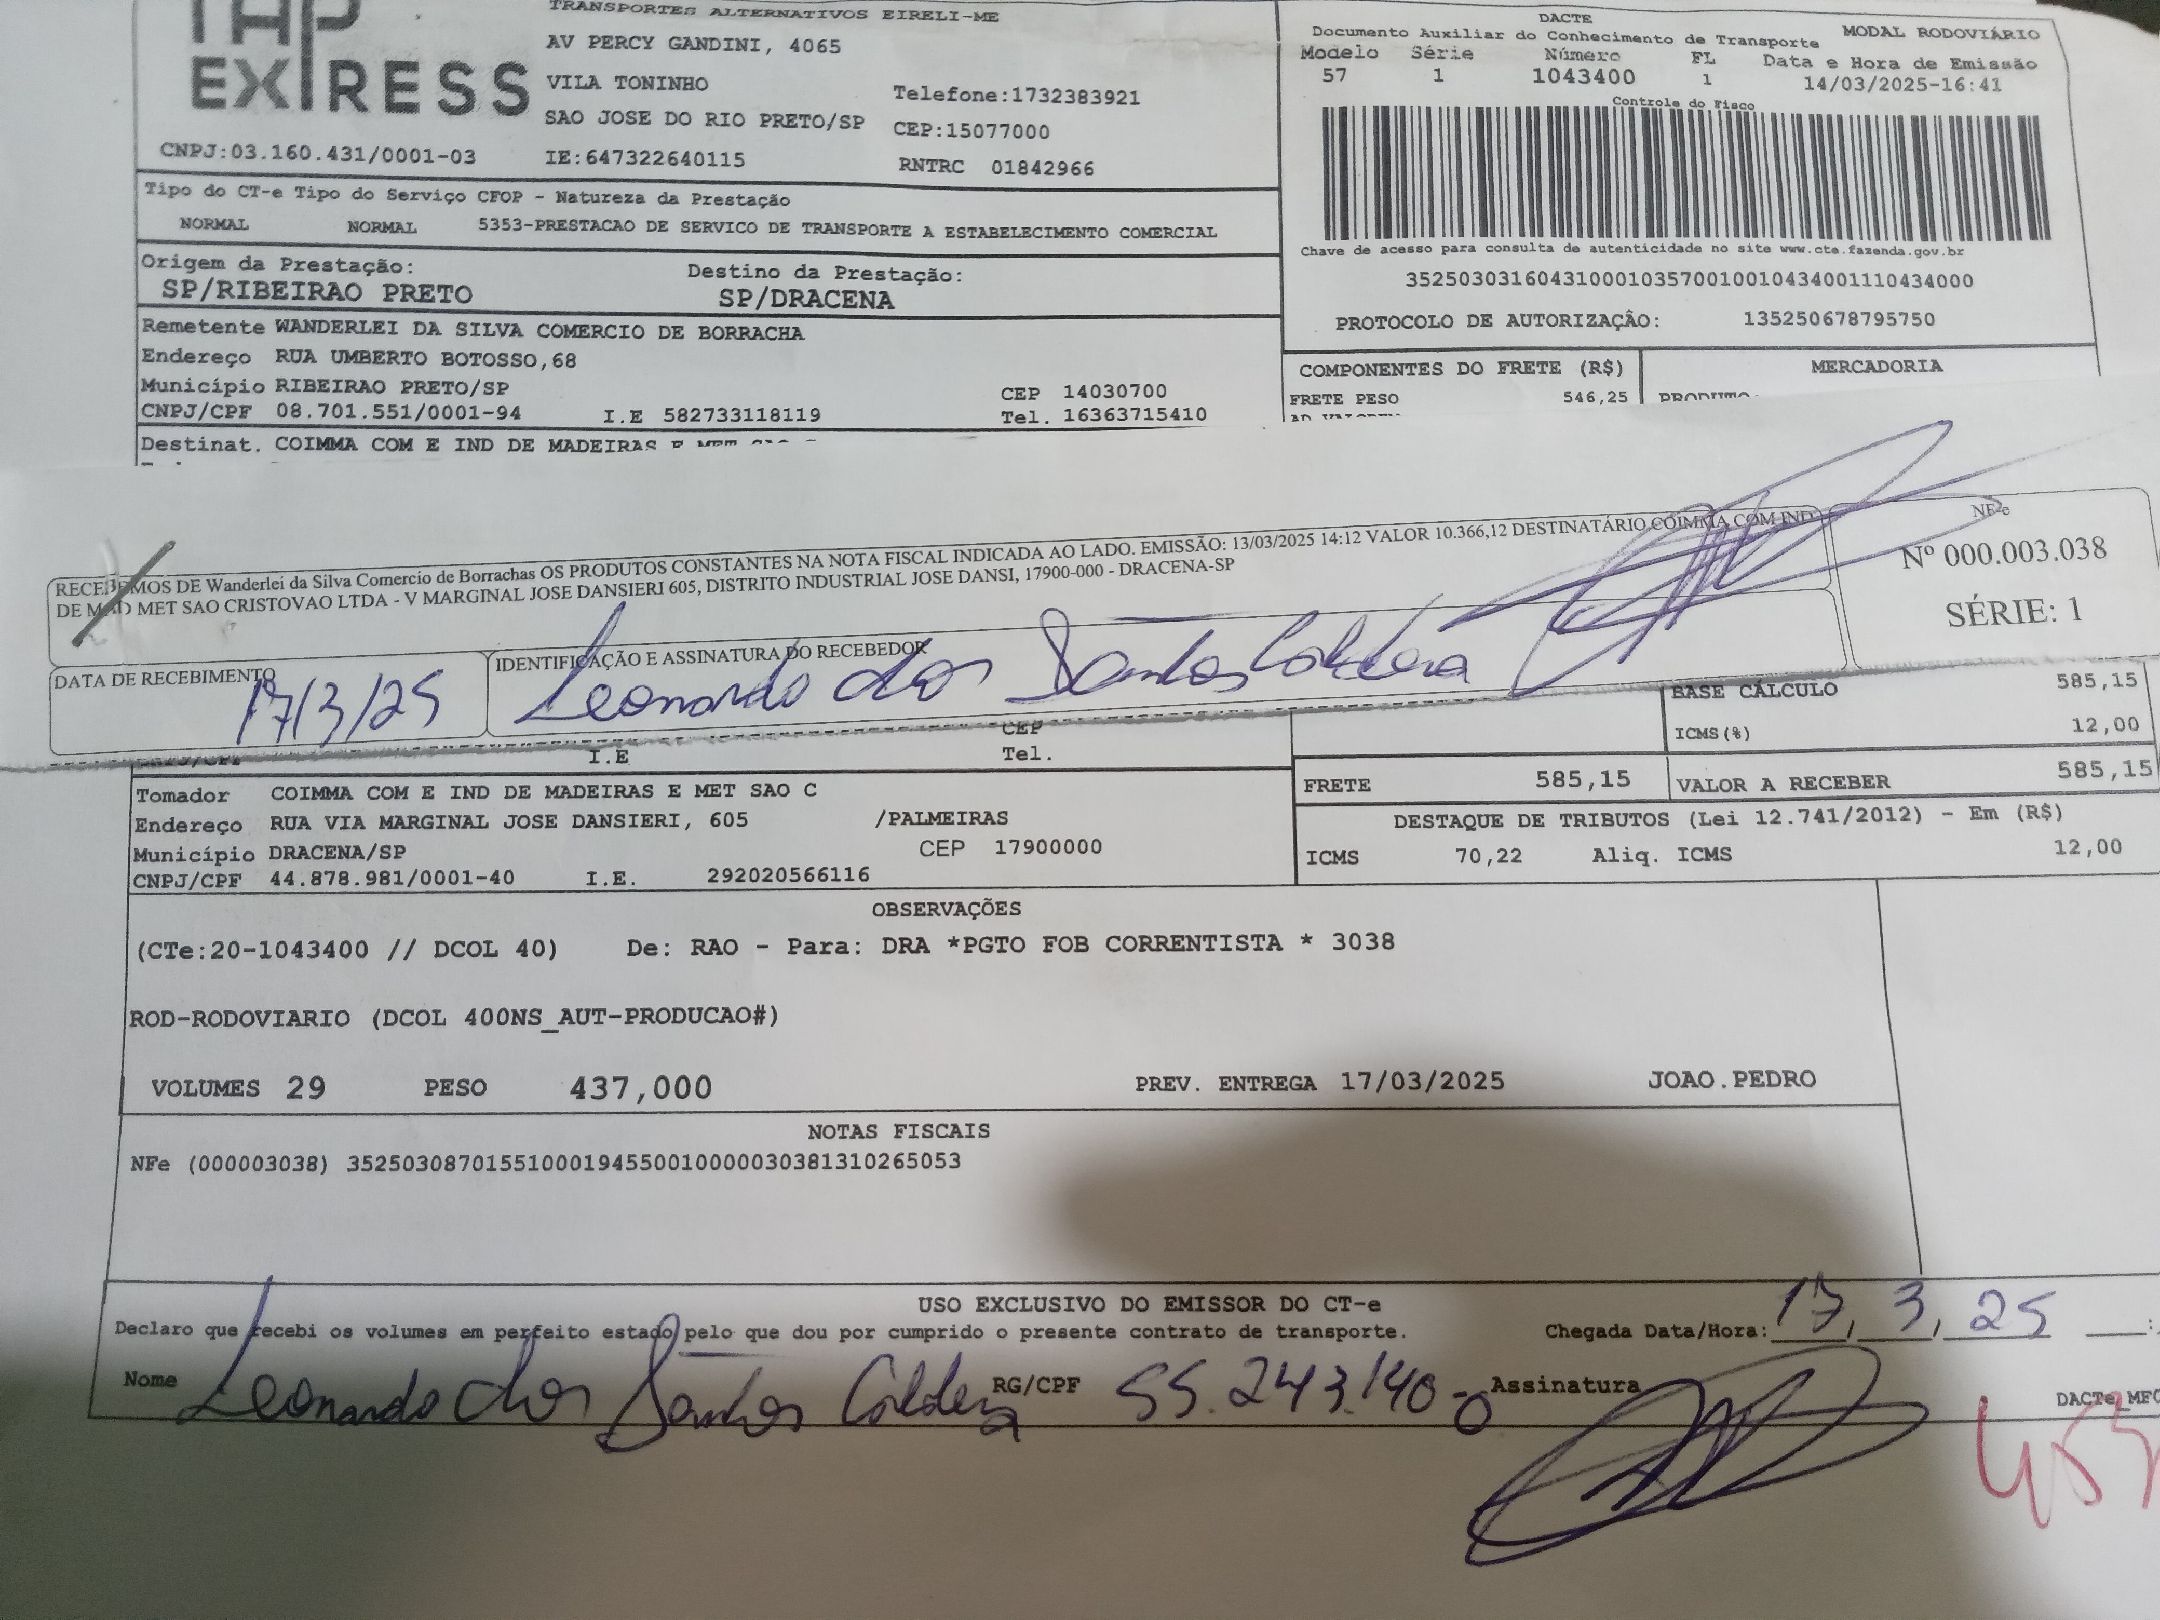 EXPRESS
TRANSPORTES ALTERNATIVOS EIRELI-ME
AV PERCY GANDINI, 4065
VILA TONINHO
Telefone:1732383921
SAO JOSE DO RIO PRETO/SP CEP:15077000
CNPJ:03.160.431/0001-03 IE:647322640115 RNTRC 01842966
DACTE
Documento Auxiliar do Conhecimento de Transporte MODAL RODOVIÁRIO
Modelo Série Número FL Data e Hora de Emissão
57 1 1043400 1 14/03/2025-16:41
Controle do Fisco
Chave de acesso para consulta de autenticidade no site www.cte.fazenda.gov.br
35250303160431000103570010010434001110434000
PROTOCOLO DE AUTORIZAÇÃO: 135250678795750
Tipo do CT-e Tipo do Serviço CFOP - Natureza da Prestação
NORMAL NORMAL 5353-PRESTACAO DE SERVICO DE TRANSPORTE A ESTABELECIMENTO COMERCIAL
Origem da Prestação: Destino da Prestação:
SP/RIBEIRAO PRETO SP/DRACENA
Remetente WANDERLEI DA SILVA COMERCIO DE BORRACHA
Endereço RUA UMBERTO BOTOSSO,68
Município RIBEIRAO PRETO/SP CEP 14030700
CNPJ/CPF 08.701.551/0001-94 I.E 582733118119 Tel. 16363715410
Destinat. COIMMA COM E IND DE MADEIRAS E MET SAO
COMPONENTES DO FRETE (R$) MERCADORIA
FRETE PESO 546,25 PRODUTO
RECEBEMOS DE Wanderlei da Silva Comercio de Borrachas OS PRODUTOS CONSTANTES NA NOTA FISCAL INDICADA AO LADO. EMISSÃO: 13/03/2025 14:12 VALOR 10.366,12 DESTINATÁRIO COIMMA COM IND
DE MAD MET SAO CRISTOVAO LTDA - V MARGINAL JOSE DANSIERI 605, DISTRITO INDUSTRIAL JOSE DANSI, 17900-000 - DRACENA-SP
NF-e
Nº 000.003.038
SÉRIE: 1
DATA DE RECEBIMENTO IDENTIFICAÇÃO E ASSINATURA DO RECEBEDOR
17/3/25 Leonardo dos Santos Caldeira
BASE CÁLCULO 585,15
ICMS(%) 12,00
CEP
I.E Tel.
FRETE 585,15 VALOR A RECEBER 585,15
Tomador COIMMA COM E IND DE MADEIRAS E MET SAO C
Endereço RUA VIA MARGINAL JOSE DANSIERI, 605 /PALMEIRAS
Município DRACENA/SP CEP 17900000
CNPJ/CPF 44.878.981/0001-40 I.E. 292020566116
DESTAQUE DE TRIBUTOS (Lei 12.741/2012) - Em (R$)
ICMS 70,22 Aliq. ICMS 12,00
OBSERVAÇÕES
(CTe:20-1043400 // DCOL 40) De: RAO - Para: DRA *PGTO FOB CORRENTISTA * 3038
ROD-RODOVIARIO (DCOL 400NS_AUT-PRODUCAO#)
VOLUMES 29 PESO 437,000 PREV. ENTREGA 17/03/2025 JOAO.PEDRO
NOTAS FISCAIS
NFe (000003038) 35250308701551000194550010000030381310265053
USO EXCLUSIVO DO EMISSOR DO CT-e
Declaro que recebi os volumes em perfeito estado pelo que dou por cumprido o presente contrato de transporte. Chegada Data/Hora: 17, 3, 25
Nome Leonardo dos Santos Caldeira RG/CPF 55.243.140-0 Assinatura
DACTe_MFC